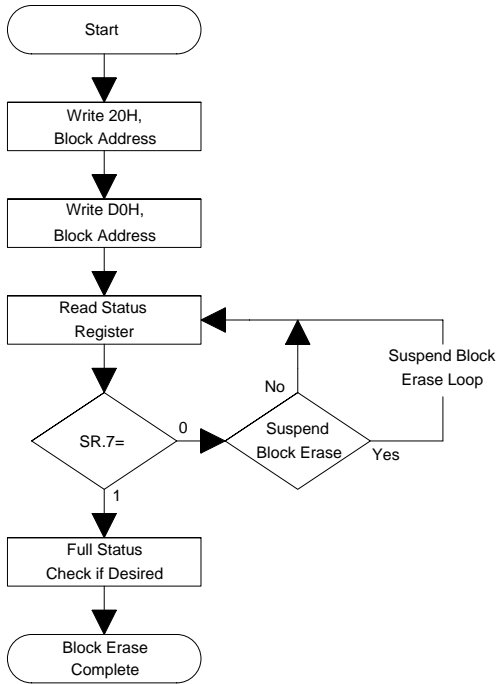 Start
Write 20H,
Block Address
Write D0H,
Block Address
Read Status
Register
Suspend Block
Erase Loop
No
SR.7=
0
Suspend
Block Erase
Yes
1
Full Status
Check if Desired
Block Erase
Complete